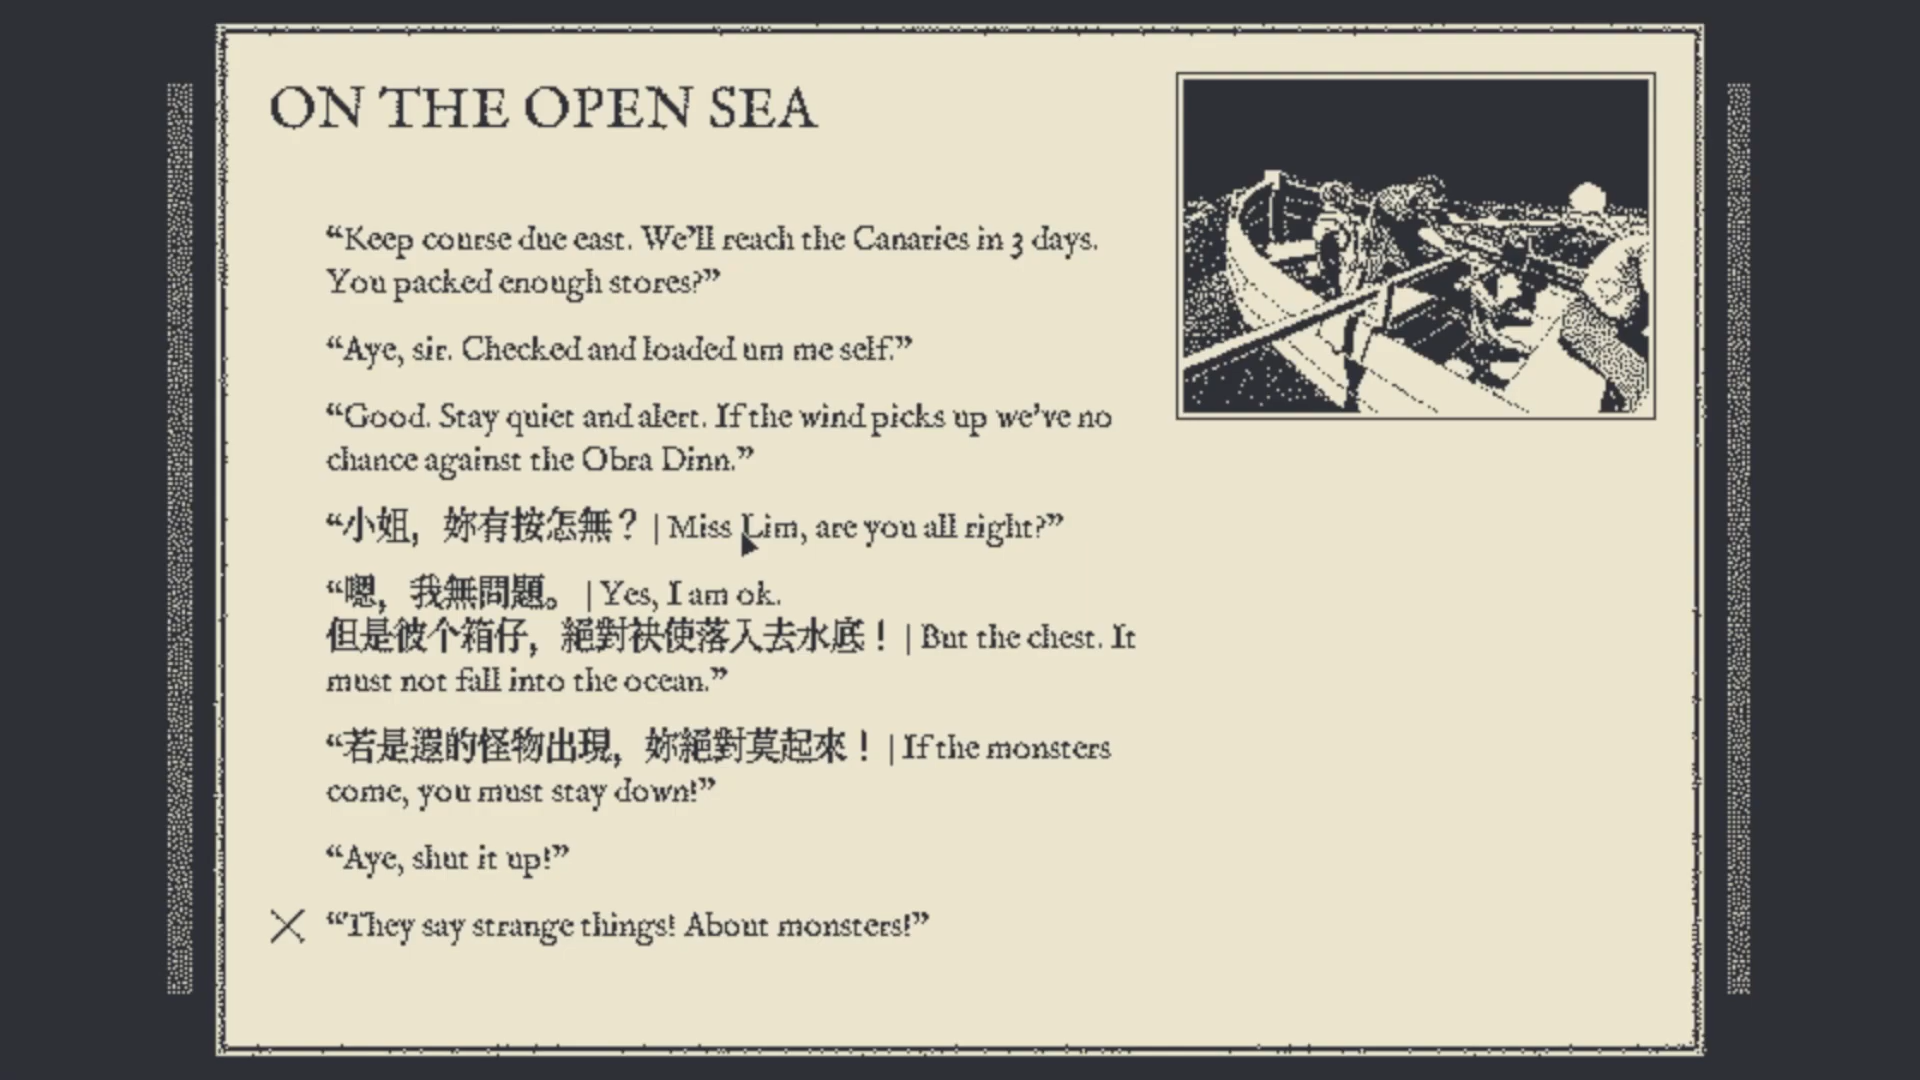 ON THE OPEN SEA
“Keep course due east. We’ll reach the Canaries in 3 days.
You packed enough stores?”
“Aye, sir. Checked and loaded um me self.”
“Good. Stay quiet and alert. If the wind picks up we’ve no
chance against the Obra Dinn.”
“小姐，妳有按怎無？ | Miss Lim, are you all right?”
“嗯，我無問題。 | Yes, I am ok.
但是彼个箱仔，絕對袂使落入去水底！ | But the chest. It
must not fall into the ocean.”
“若是遐的怪物出現，妳絕對莫起來！ | If the monsters
come, you must stay down!”
“Aye, shut it up!”
“They say strange things! About monsters!”